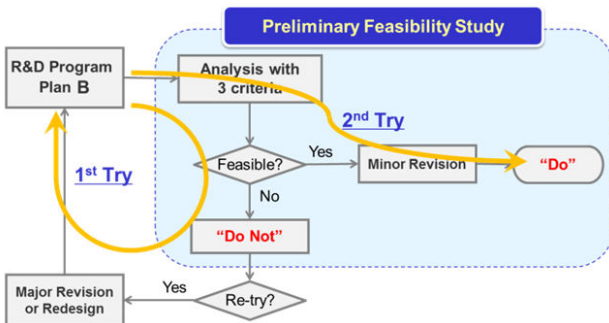 Preliminary Feasibility Study
R&D Program
Plan B
Analysis with
3 criteria
2nd Try
1st Try
Feasible?
Yes
Minor Revision
“Do”
No
“Do Not”
Major Revision
or Redesign
Yes
Re-try?